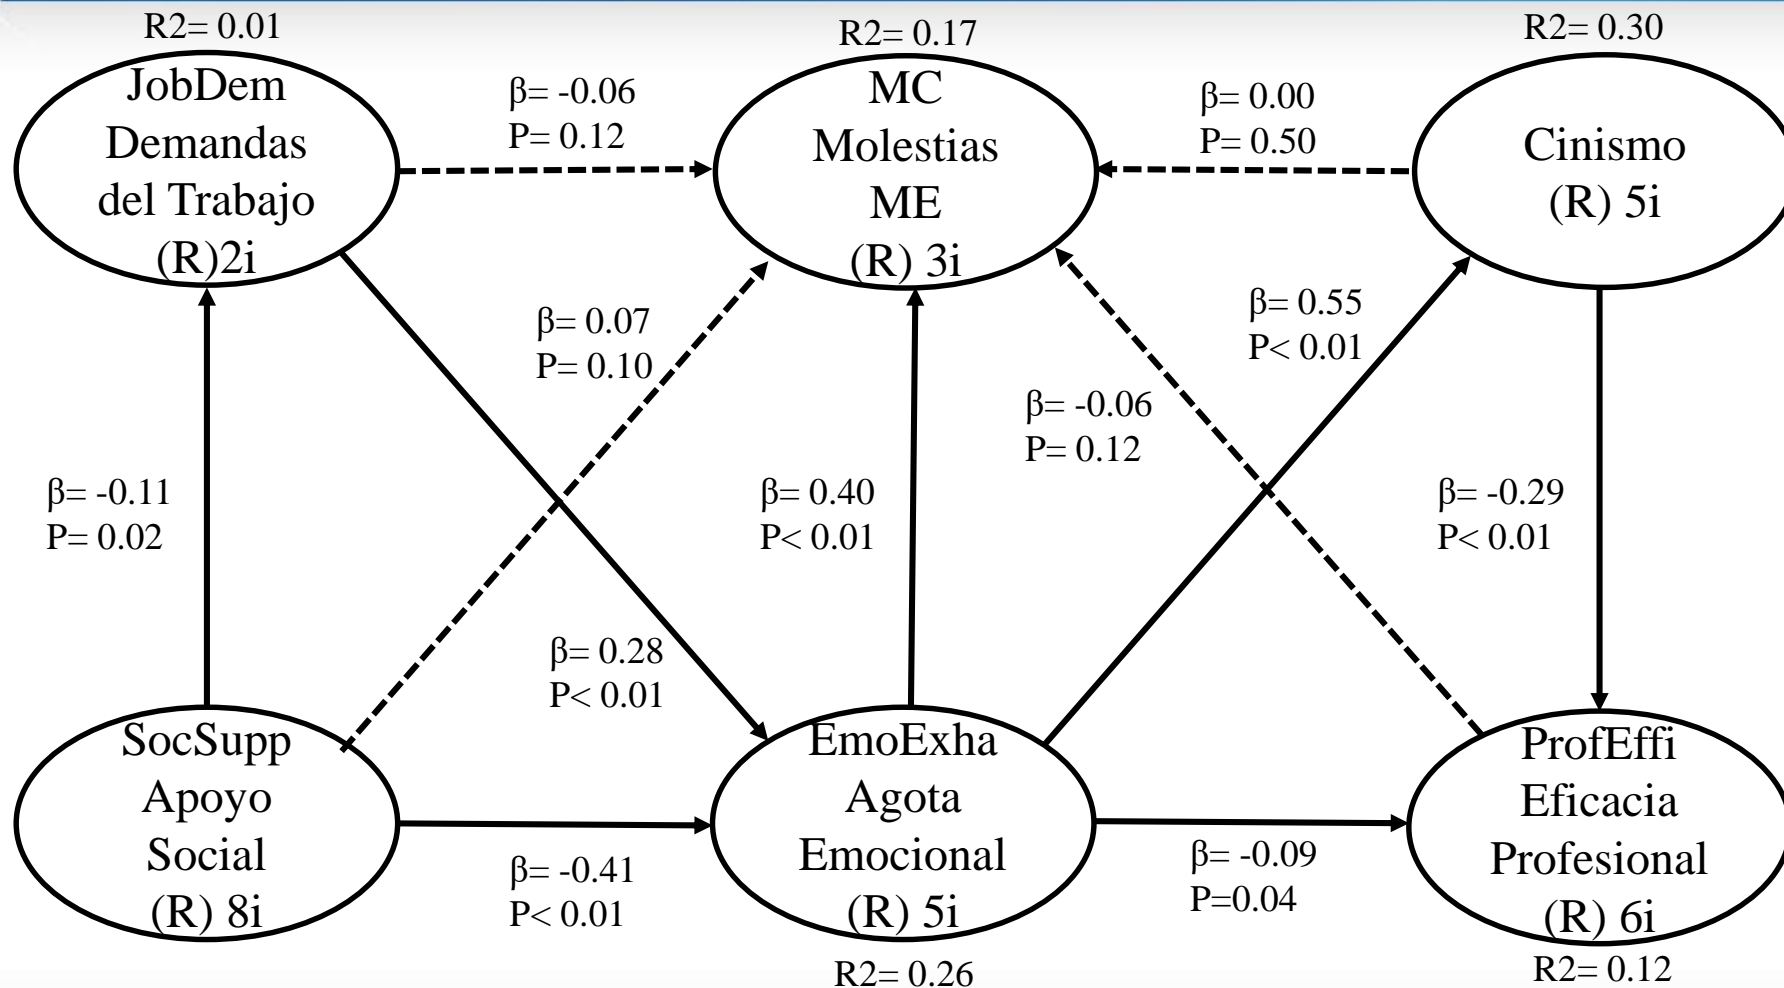 R2= 0.01
JobDem
Demandas
del Trabajo
(R)2i
β= -0.06
P= 0.12
R2= 0.17
MC
Molestias
ME
(R) 3i
β= 0.00
P= 0.50
R2= 0.30
Cinismo
(R) 5i
β= 0.07
P= 0.10
β= 0.55
P< 0.01
β= -0.06
P= 0.12
β= -0.11
P= 0.02
β= 0.40
P< 0.01
β= -0.29
P< 0.01
β= 0.28
P< 0.01
SocSupp
Apoyo
Social
(R) 8i
β= -0.41
P< 0.01
EmoExha
Agota
Emocional
(R) 5i
R2= 0.26
β= -0.09
P=0.04
ProfEffi
Eficacia
Profesional
(R) 6i
R2= 0.12